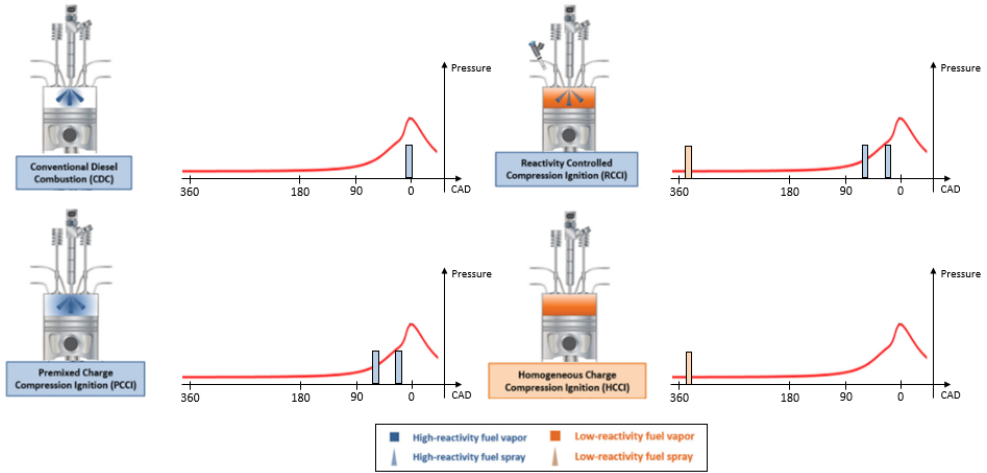 Pressure
Conventional Diesel
Combustion (CDC)
360
180
90
0
CAD
Pressure
Reactivity Controlled
Compression Ignition (RCCI)
360
180
90
0
CAD
Pressure
Premixed Charge
Compression Ignition (PCCI)
360
180
90
0
CAD
Pressure
Homogeneous Charge
Compression Ignition (HCCI)
360
180
90
0
CAD
High-reactivity fuel vapor
Low-reactivity fuel vapor
High-reactivity fuel spray
Low-reactivity fuel spray